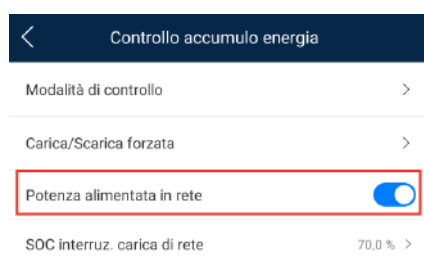 Controllo accumulo energia
Modalità di controllo
Carica/Scarica forzata
Potenza alimentata in rete
SOC interruz. carica di rete 70,0 %